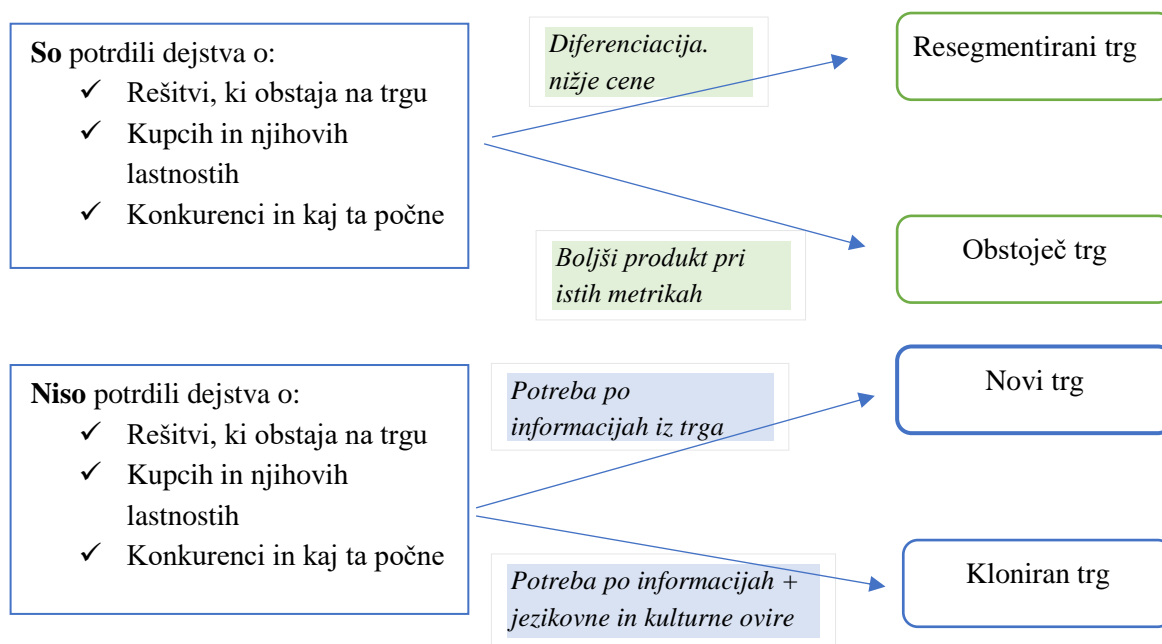 So potrdili dejstva o:
✓ Rešitvi, ki obstaja na trgu
✓ Kupcih in njihovih
lastnostih
✓ Konkurenci in kaj ta počne
Diferenciacija.
nižje cene
Resegmentirani trg
Boljši produkt pri
istih metrikah
Obstoječ trg
Niso potrdili dejstva o:
✓ Rešitvi, ki obstaja na trgu
✓ Kupcih in njihovih
lastnostih
✓ Konkurenci in kaj ta počne
Potreba po
informacijah iz trga
Novi trg
Potreba po informacijah +
jezikovne in kulturne ovire
Kloniran trg